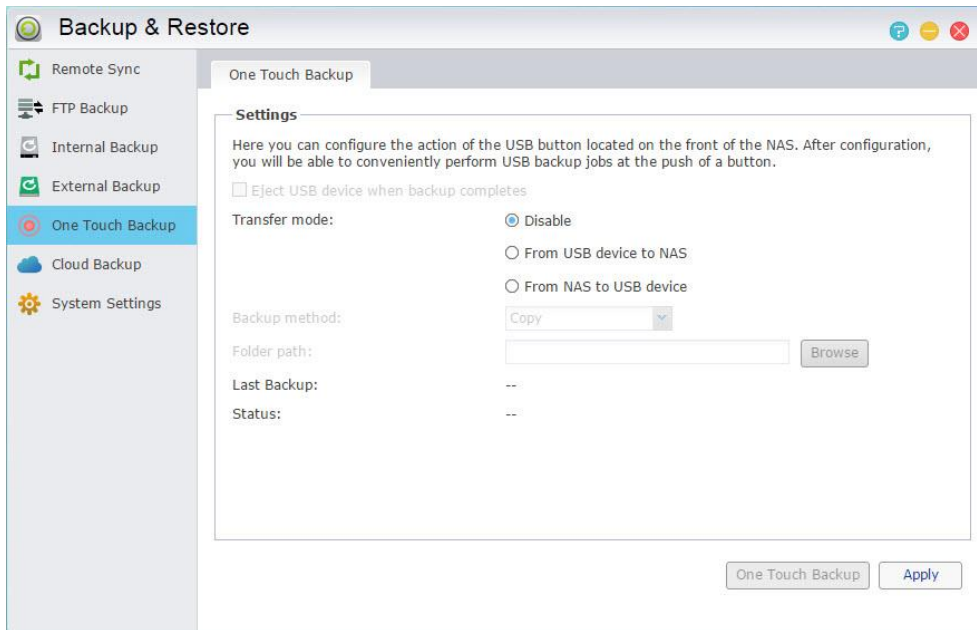 Backup & Restore
Remote Sync
FTP Backup
Internal Backup
External Backup
One Touch Backup
Cloud Backup
System Settings
One Touch Backup
Settings
Here you can configure the action of the USB button located on the front of the NAS. After configuration,
you will be able to conveniently perform USB backup jobs at the push of a button.
Eject USB device when backup completes
Transfer mode:
Disable
From USB device to NAS
From NAS to USB device
Backup method:
Copy
Folder path:
Browse
Last Backup:
--
Status:
--
One Touch Backup
Apply